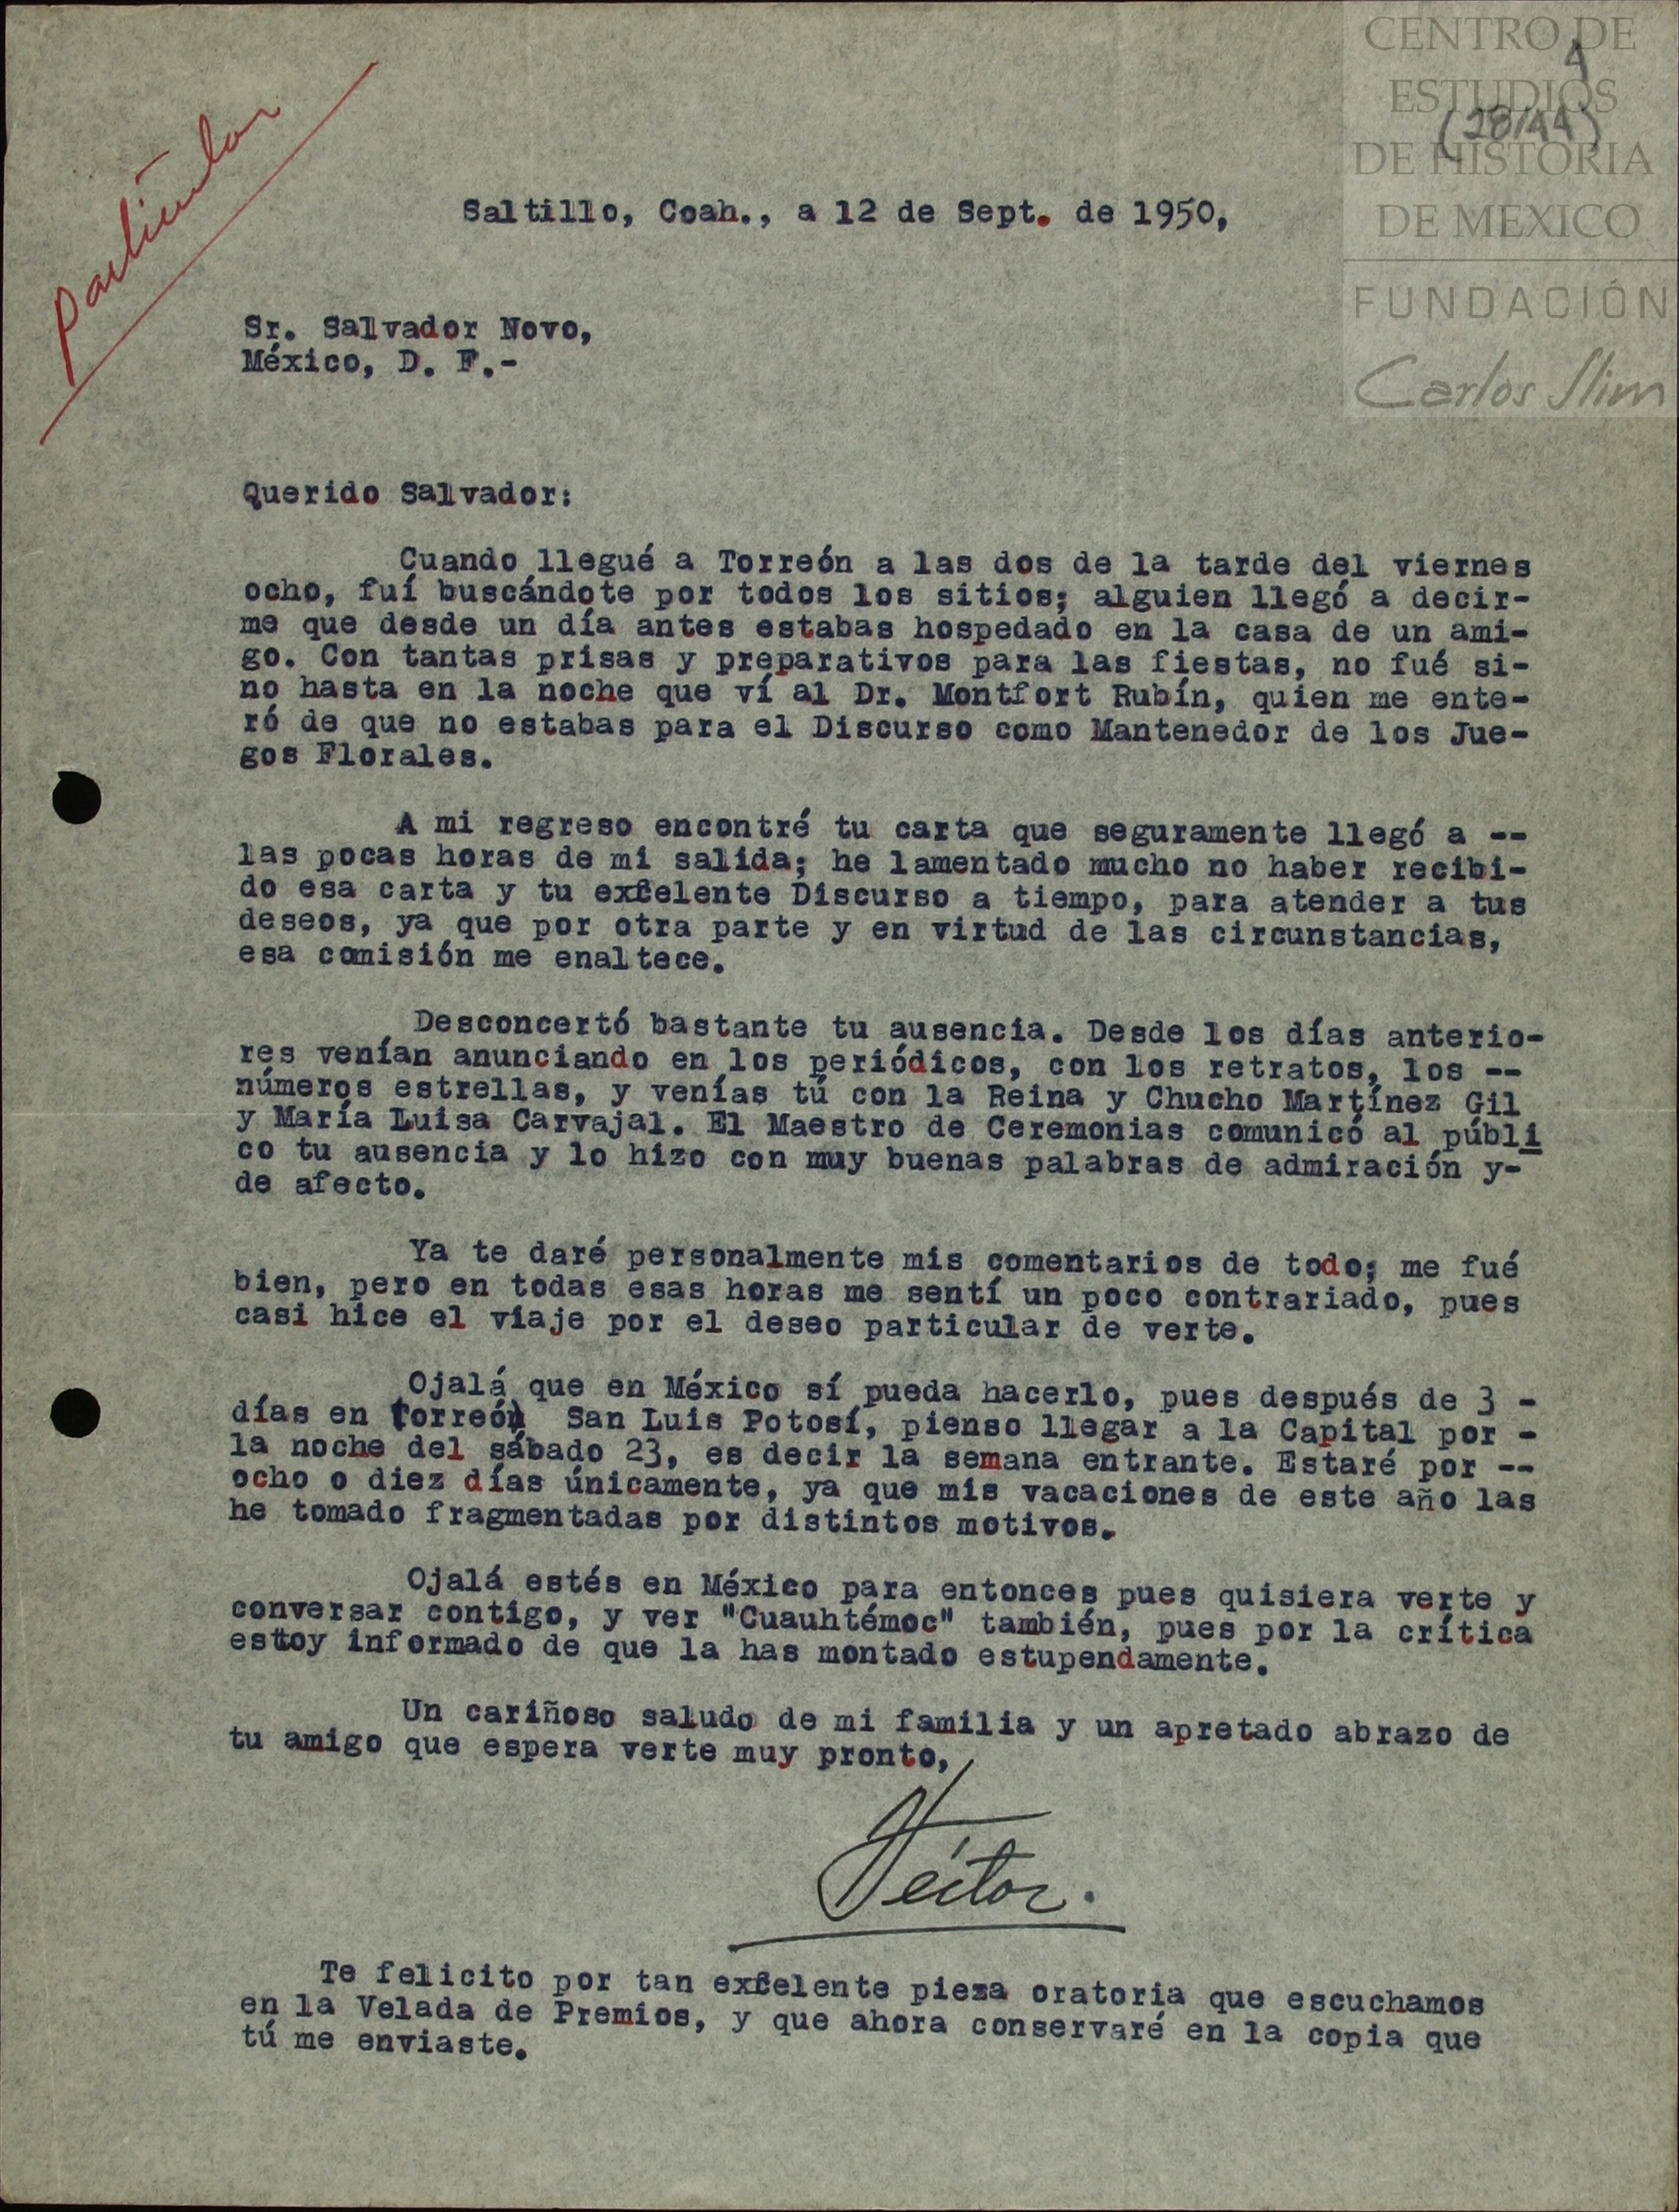 CENTRO DE
ESTUDIOS
DE HISTORIA
DE MEXICO
FUNDACIÓN
Carlos Slim
particular
Saltillo, Coah., a 12 de Sept. de 1950,
Sr. Salvador Novo,
México, D. F.-
Querido Salvador:
Cuando llegué a Torreón a las dos de la tarde del viernes
ocho, fuí buscándote por todos los sitios; alguien llegó a decir-
me que desde un día antes estabas hospedado en la casa de un ami-
go. Con tantas prisas y preparativos para las fiestas, no fué si-
no hasta en la noche que ví al Dr. Montfort Rubín, quien me ente-
ró de que no estabas para el Discurso como Mantenedor de los Jue-
gos Florales.
A mi regreso encontré tu carta que seguramente llegó a --
las pocas horas de mi salida; he lamentado mucho no haber recibi-
do esa carta y tu excelente Discurso a tiempo, para atender a tus
deseos, ya que por otra parte y en virtud de las circunstancias,
esa comisión me enaltece.
Desconcertó bastante tu ausencia. Desde los días anterio-
res venían anunciando en los periódicos, con los retratos, los --
números estrellas, y venías tú con la Reina y Chucho Martínez Gil
y María Luisa Carvajal. El Maestro de Ceremonias comunicó al públi
co tu ausencia y lo hizo con muy buenas palabras de admiración y-
de afecto.
Ya te daré personalmente mis comentarios de todo; me fué
bien, pero en todas esas horas me sentí un poco contrariado, pues
casi hice el viaje por el deseo particular de verte.
Ojalá que en México sí pueda hacerlo, pues después de 3 -
días en (orreón) San Luis Potosí, pienso llegar a la Capital por -
la noche del sábado 23, es decir la semana entrante. Estaré por --
ocho o diez días únicamente, ya que mis vacaciones de este año las
he tomado fragmentadas por distintos motivos.
Ojalá estés en México para entonces pues quisiera verte y
conversar contigo, y ver "Cuauhtémoc" también, pues por la crítica
estoy informado de que la has montado estupendamente.
Un cariñoso saludo de mi familia y un apretado abrazo de
tu amigo que espera verte muy pronto,
Héctor.
Te felicito por tan excelente pieza oratoria que escuchamos
en la Velada de Premios, y que ahora conservaré en la copia que
tú me enviaste.